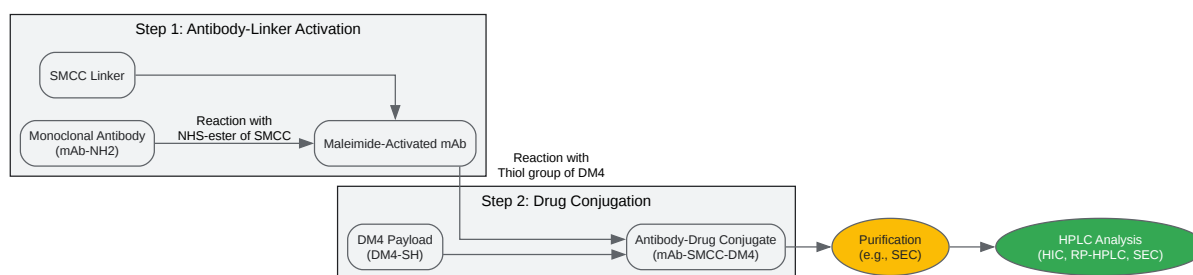 Step 1: Antibody-Linker Activation
SMCC Linker
Monoclonal Antibody
(mAb-NH2)
Reaction with
NHS-ester of SMCC
Maleimide-Activated mAb
Reaction with
Thiol group of DM4
Step 2: Drug Conjugation
DM4 Payload
(DM4-SH)
Antibody-Drug Conjugate
(mAb-SMCC-DM4)
Purification
(e.g., SEC)
HPLC Analysis
(HIC, RP-HPLC, SEC)